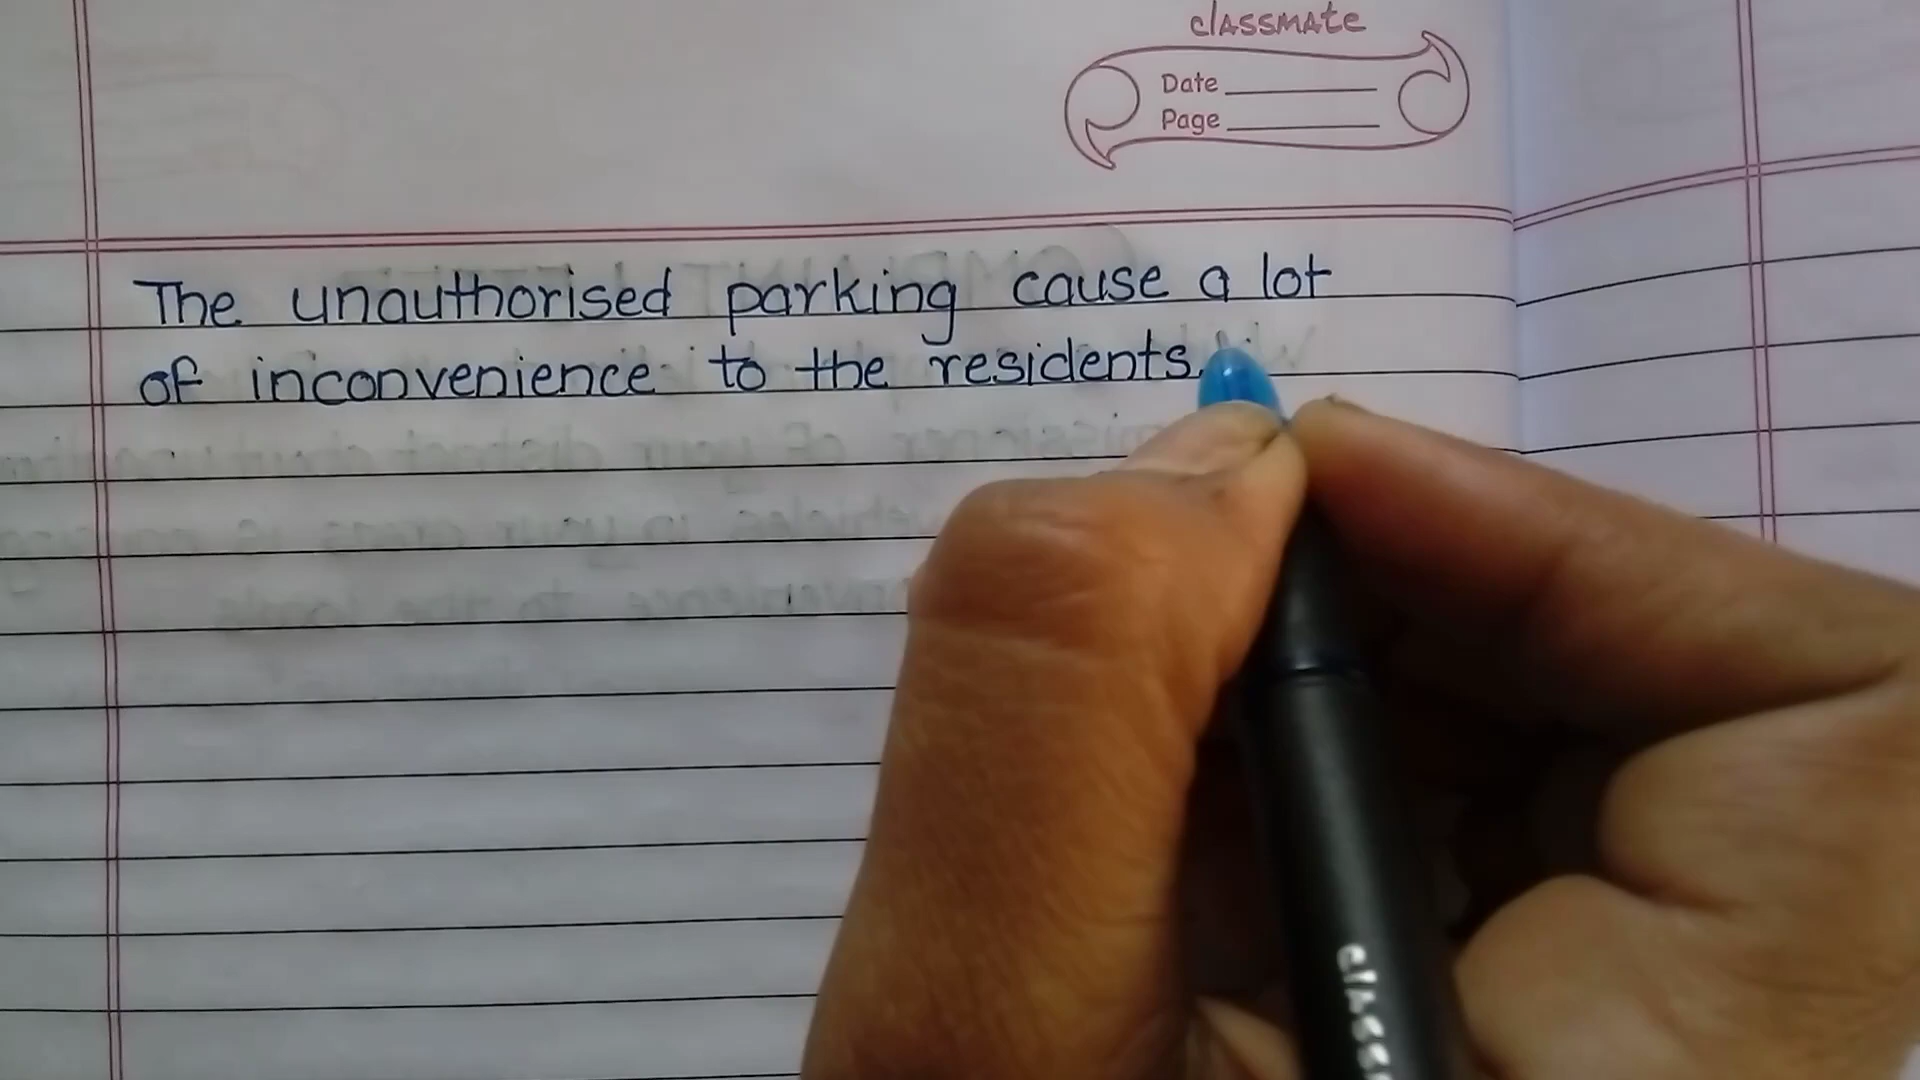 classmate
Date
Page
The unauthorised parking cause a lot
of inconvenience to the residents.